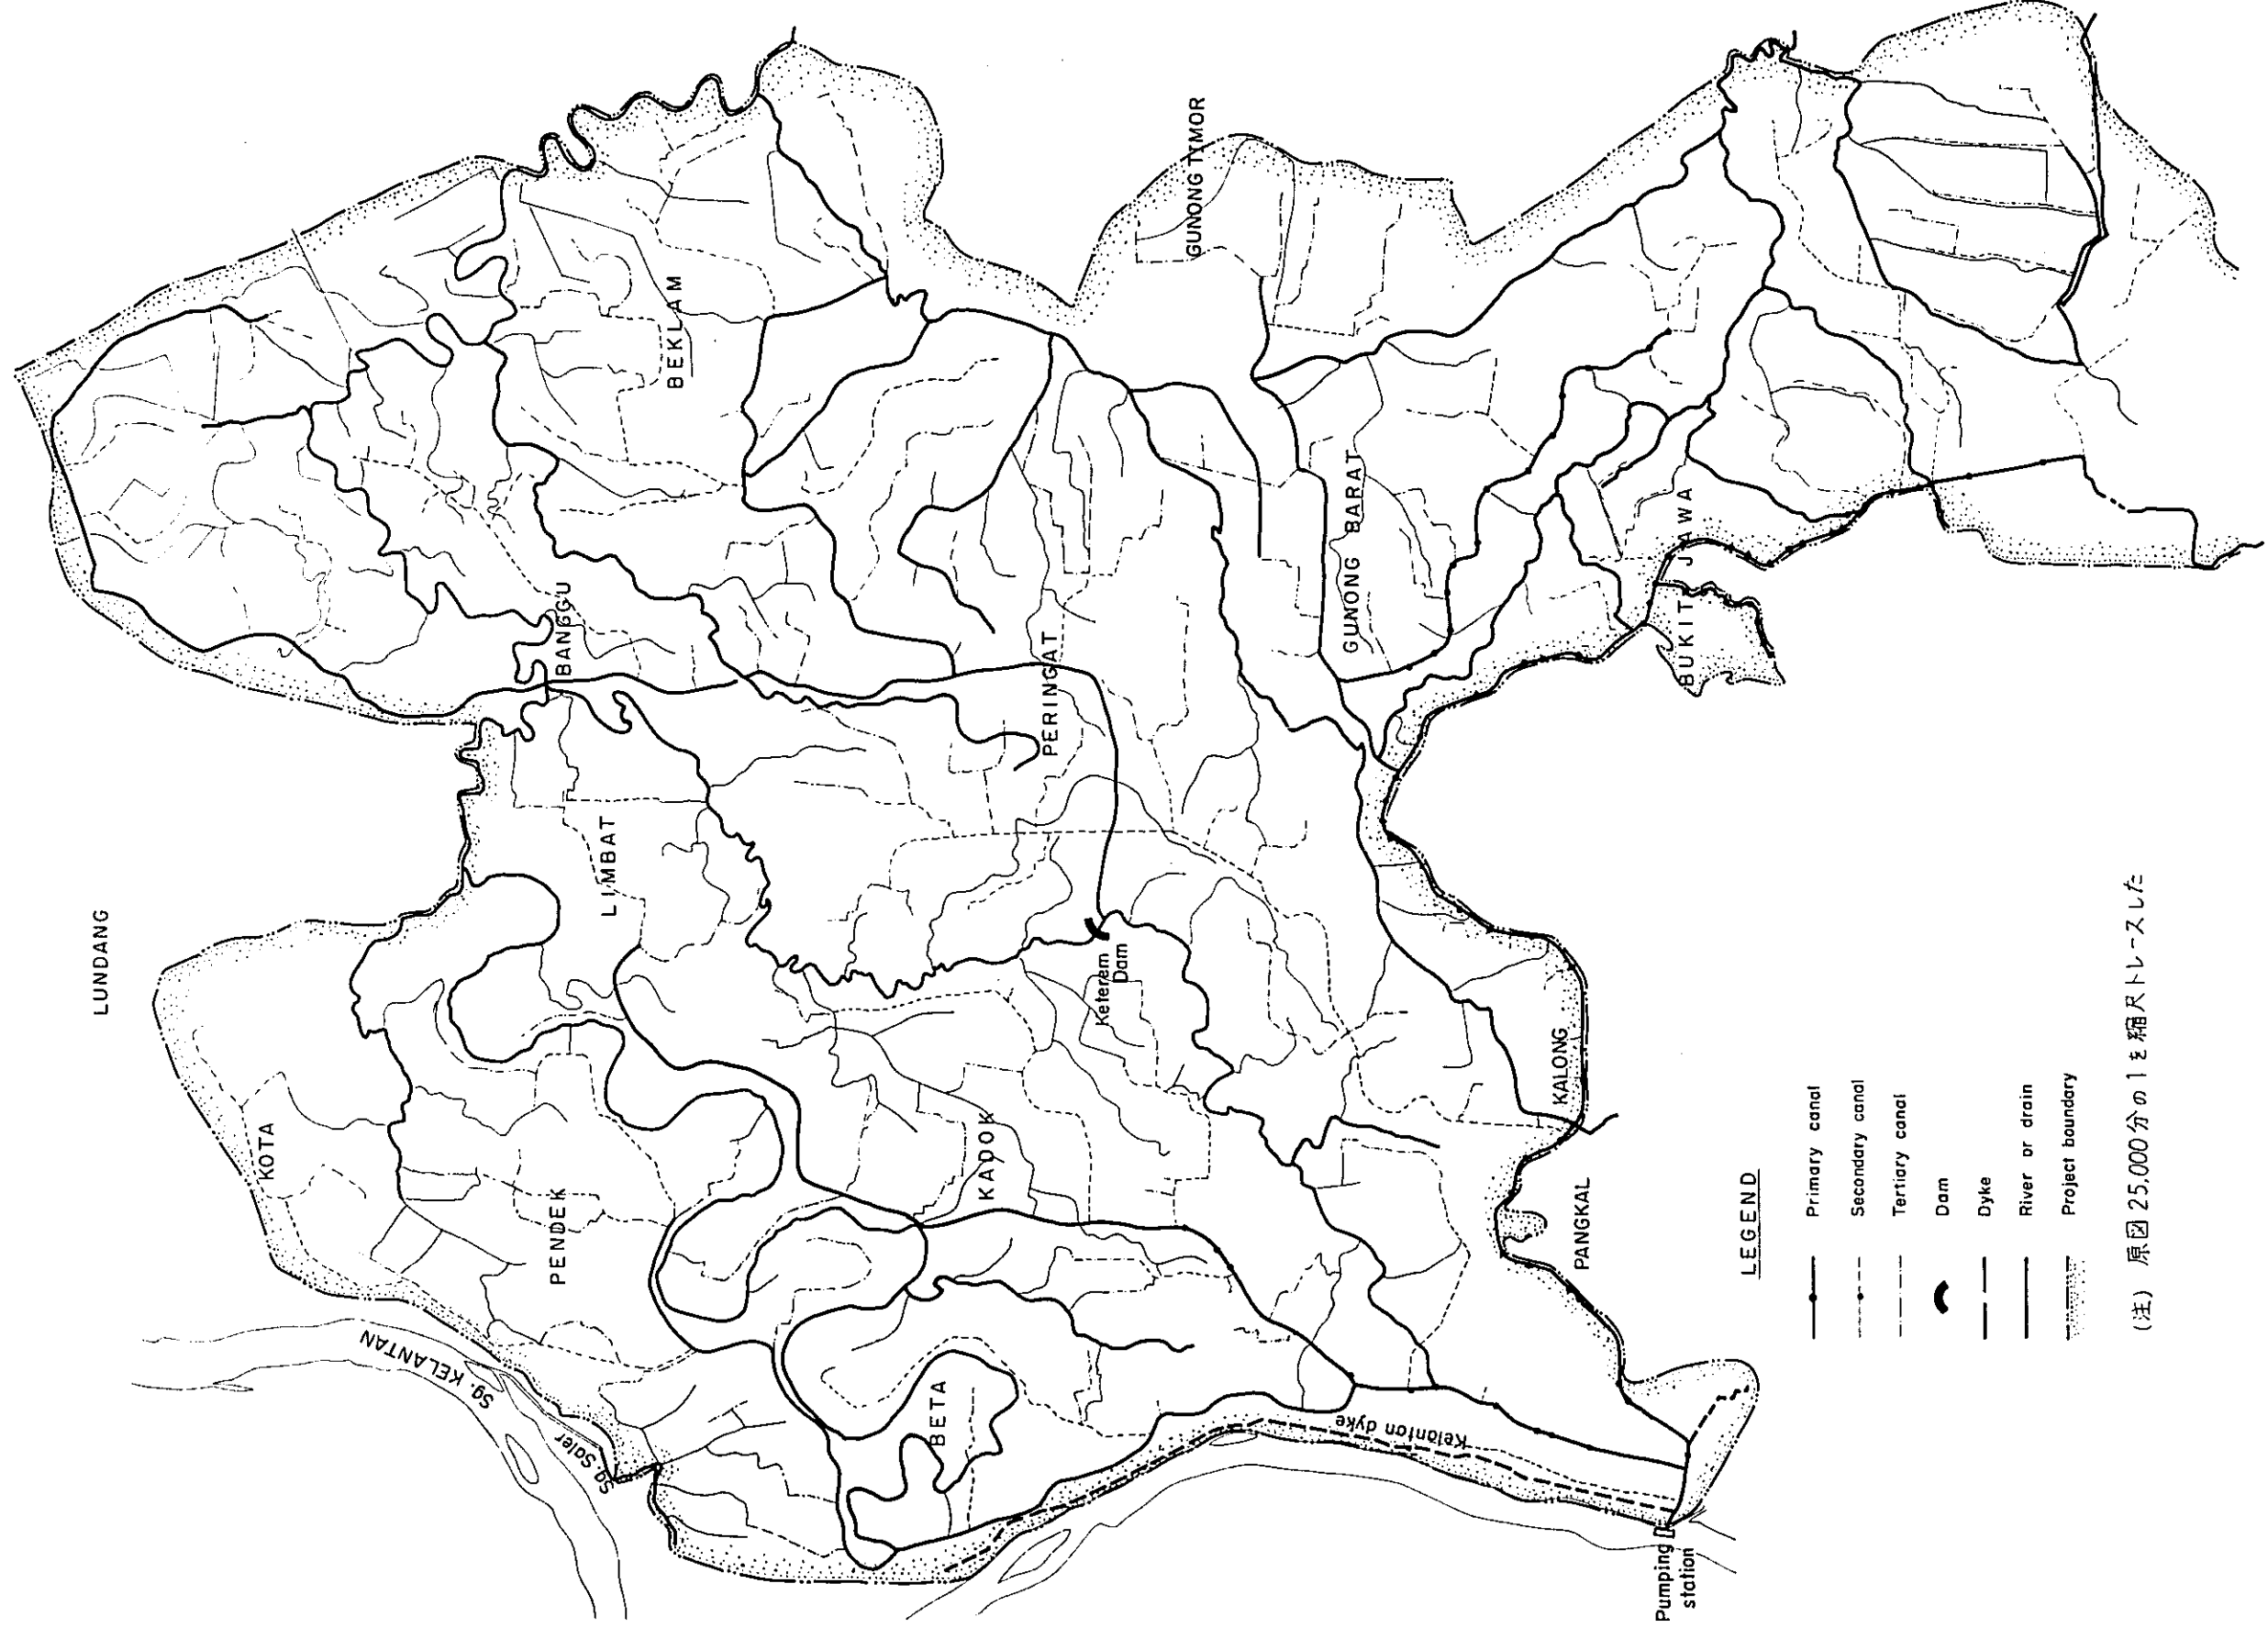 LUNDANG
KOTA
Sg. KELANTAN
Sg. Saler
PENDEK
LIMBAT
BANGGU
BEKLAM
BETA
KADOK
Keterem
Dam
PERINGAT
GUNONG TIMOR
GUNONG BARAT
Kelantan dyke
KALONG
PANGKAL
BUKIT JAWA
Pumping
station
LEGEND
Primary canal
Secondary canal
Tertiary canal
Dam
Dyke
River or drain
Project boundary
(注) 原図25,000分の1を縮尺トレースした